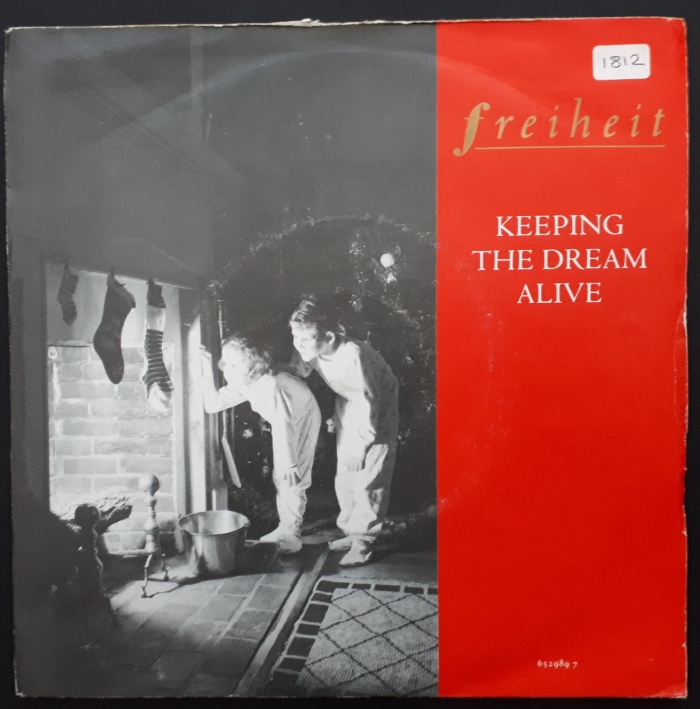 1812
freiheit
KEEPING
THE DREAM
ALIVE
652989 7